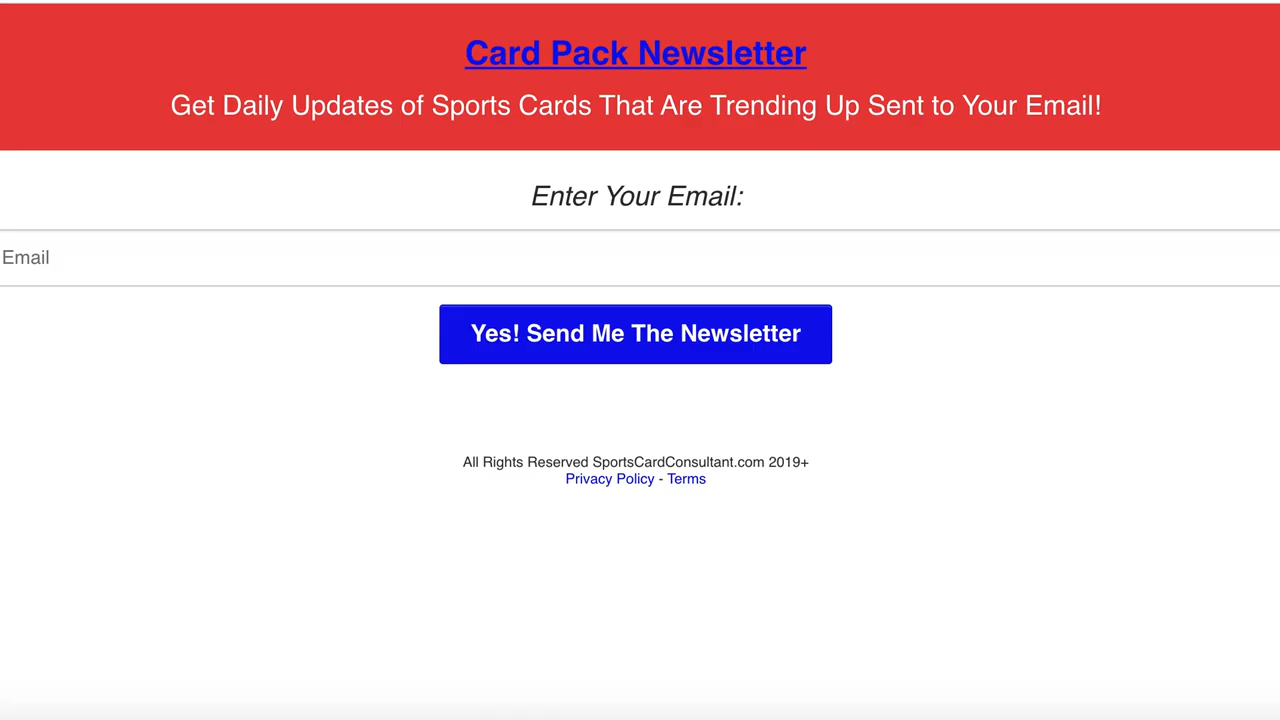 Card Pack Newsletter
Get Daily Updates of Sports Cards That Are Trending Up Sent to Your Email!
Enter Your Email:
Email
Yes! Send Me The Newsletter
All Rights Reserved SportsCardConsultant.com 2019+
Privacy Policy - Terms